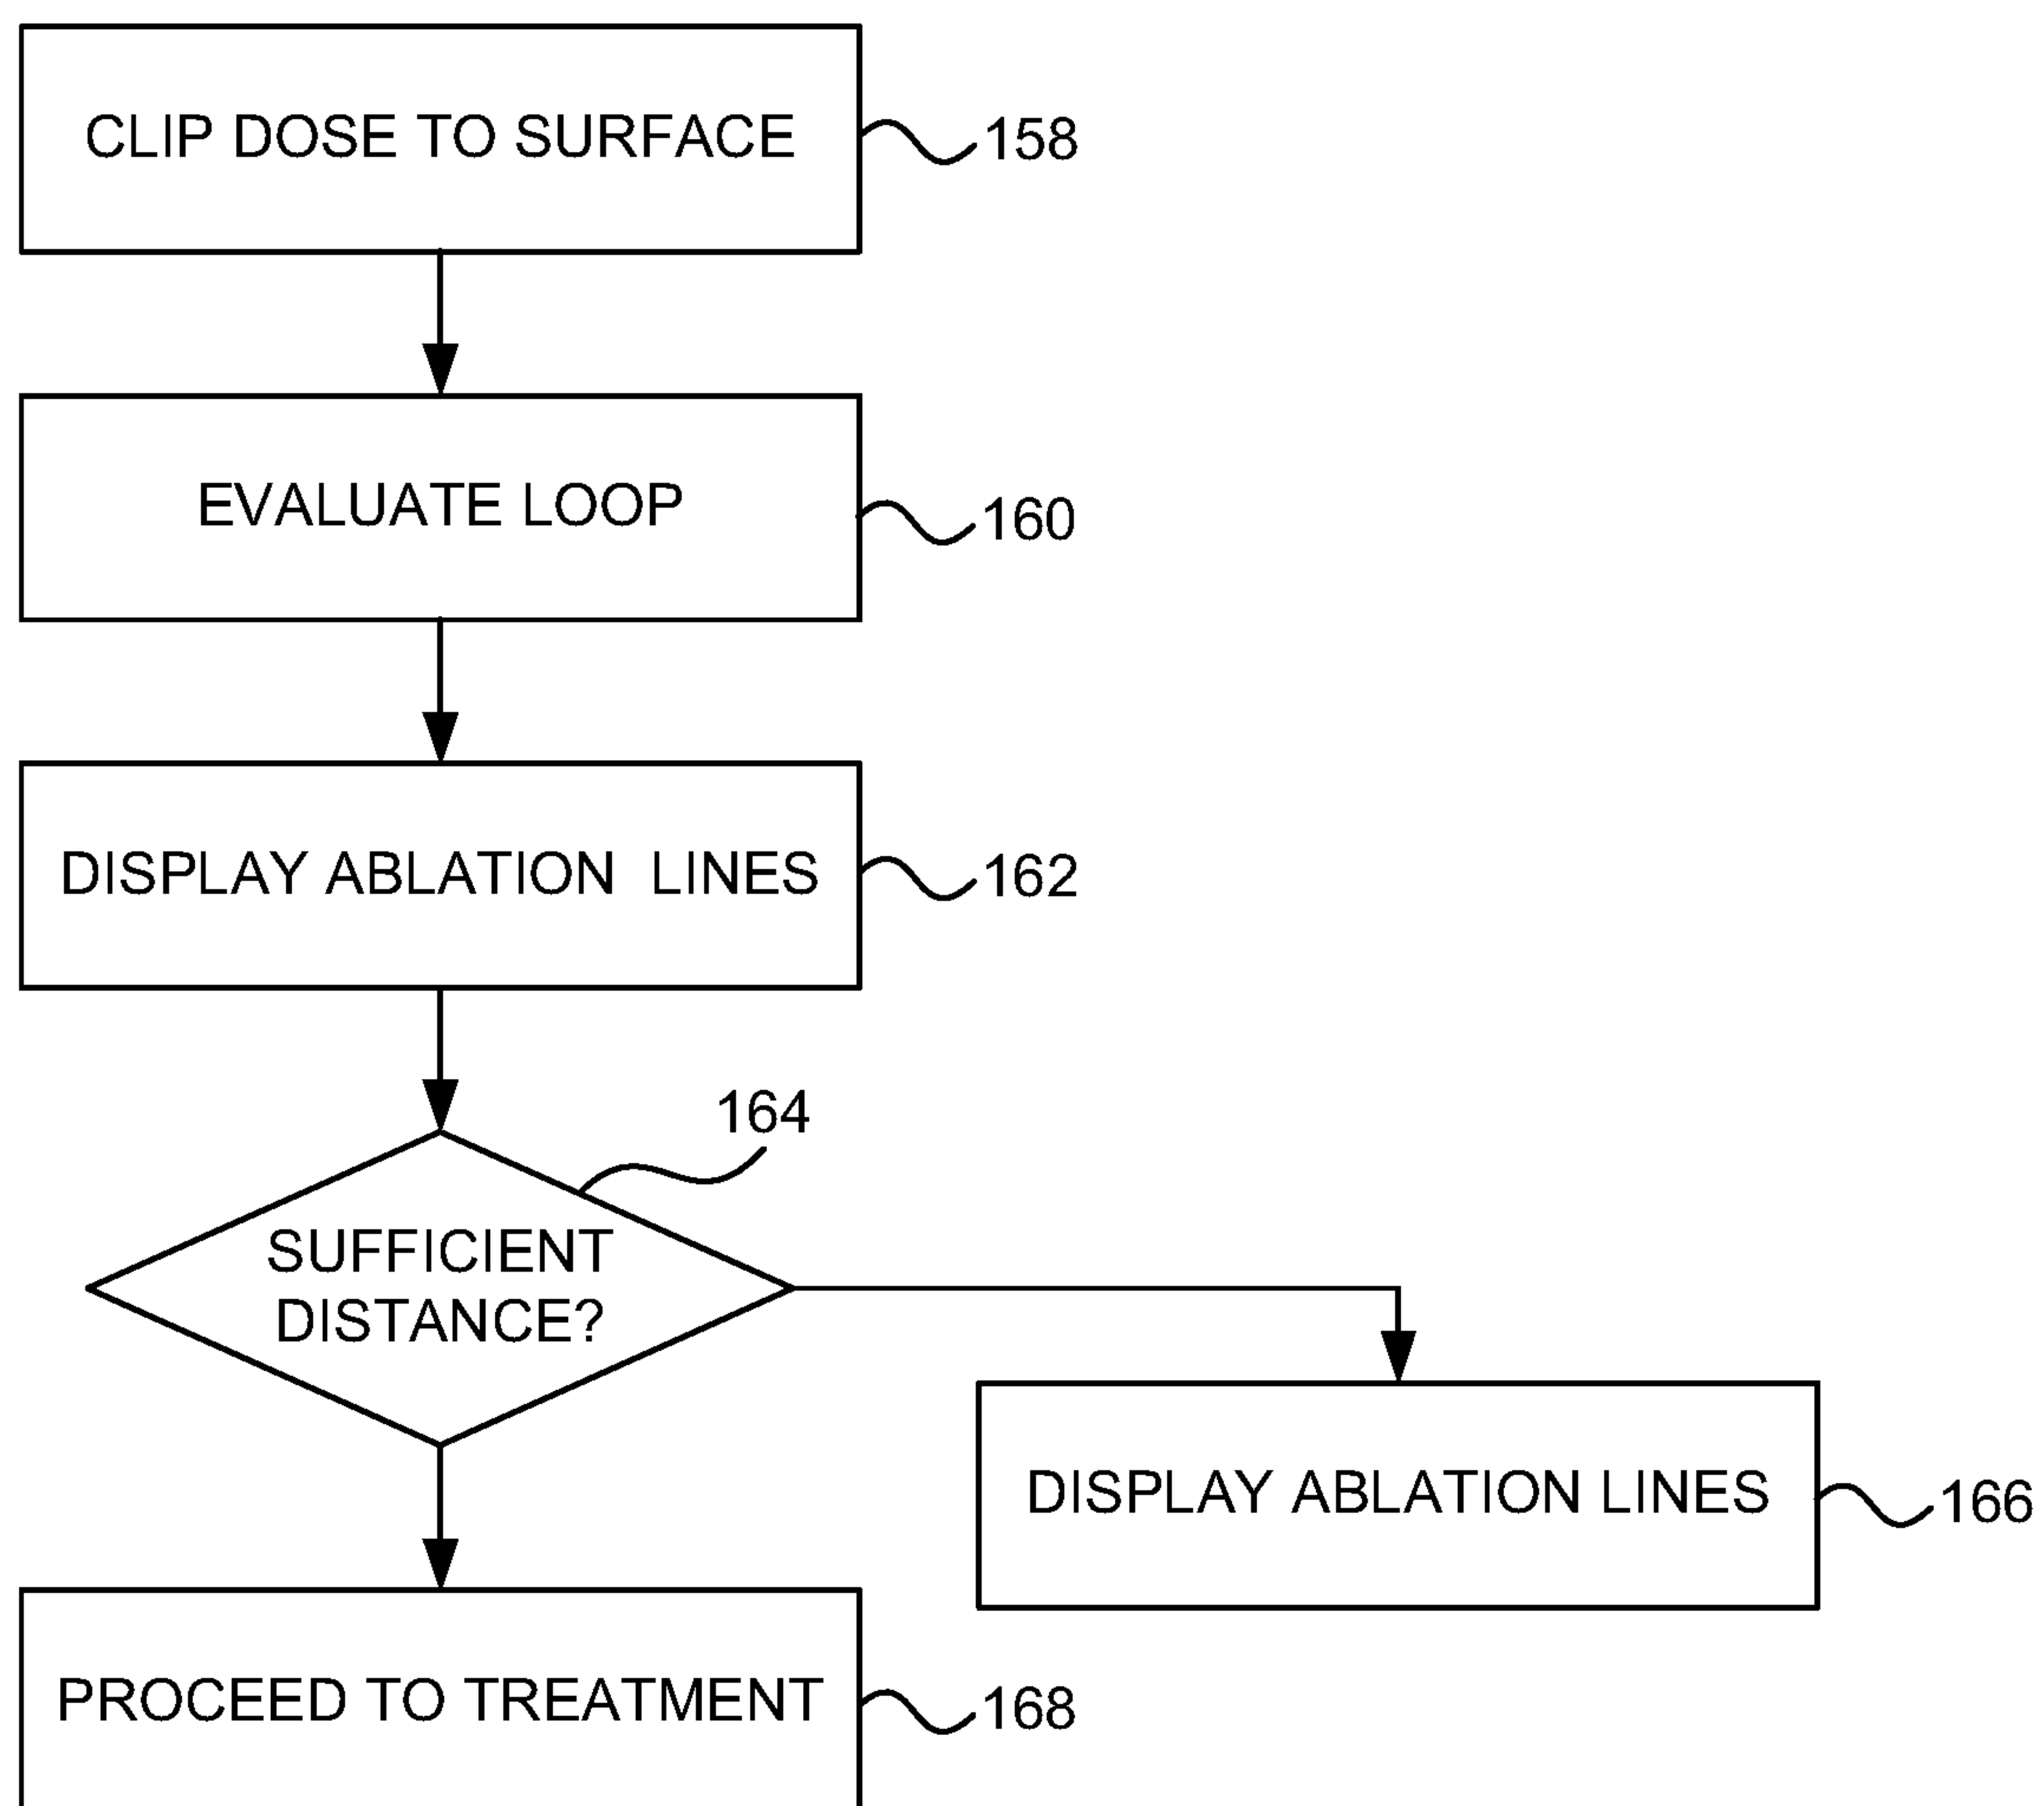 CLIP DOSE TO SURFACE
158
EVALUATE LOOP
160
DISPLAY ABLATION LINES
162
164
SUFFICIENT
DISTANCE?
DISPLAY ABLATION LINES
166
PROCEED TO TREATMENT
168